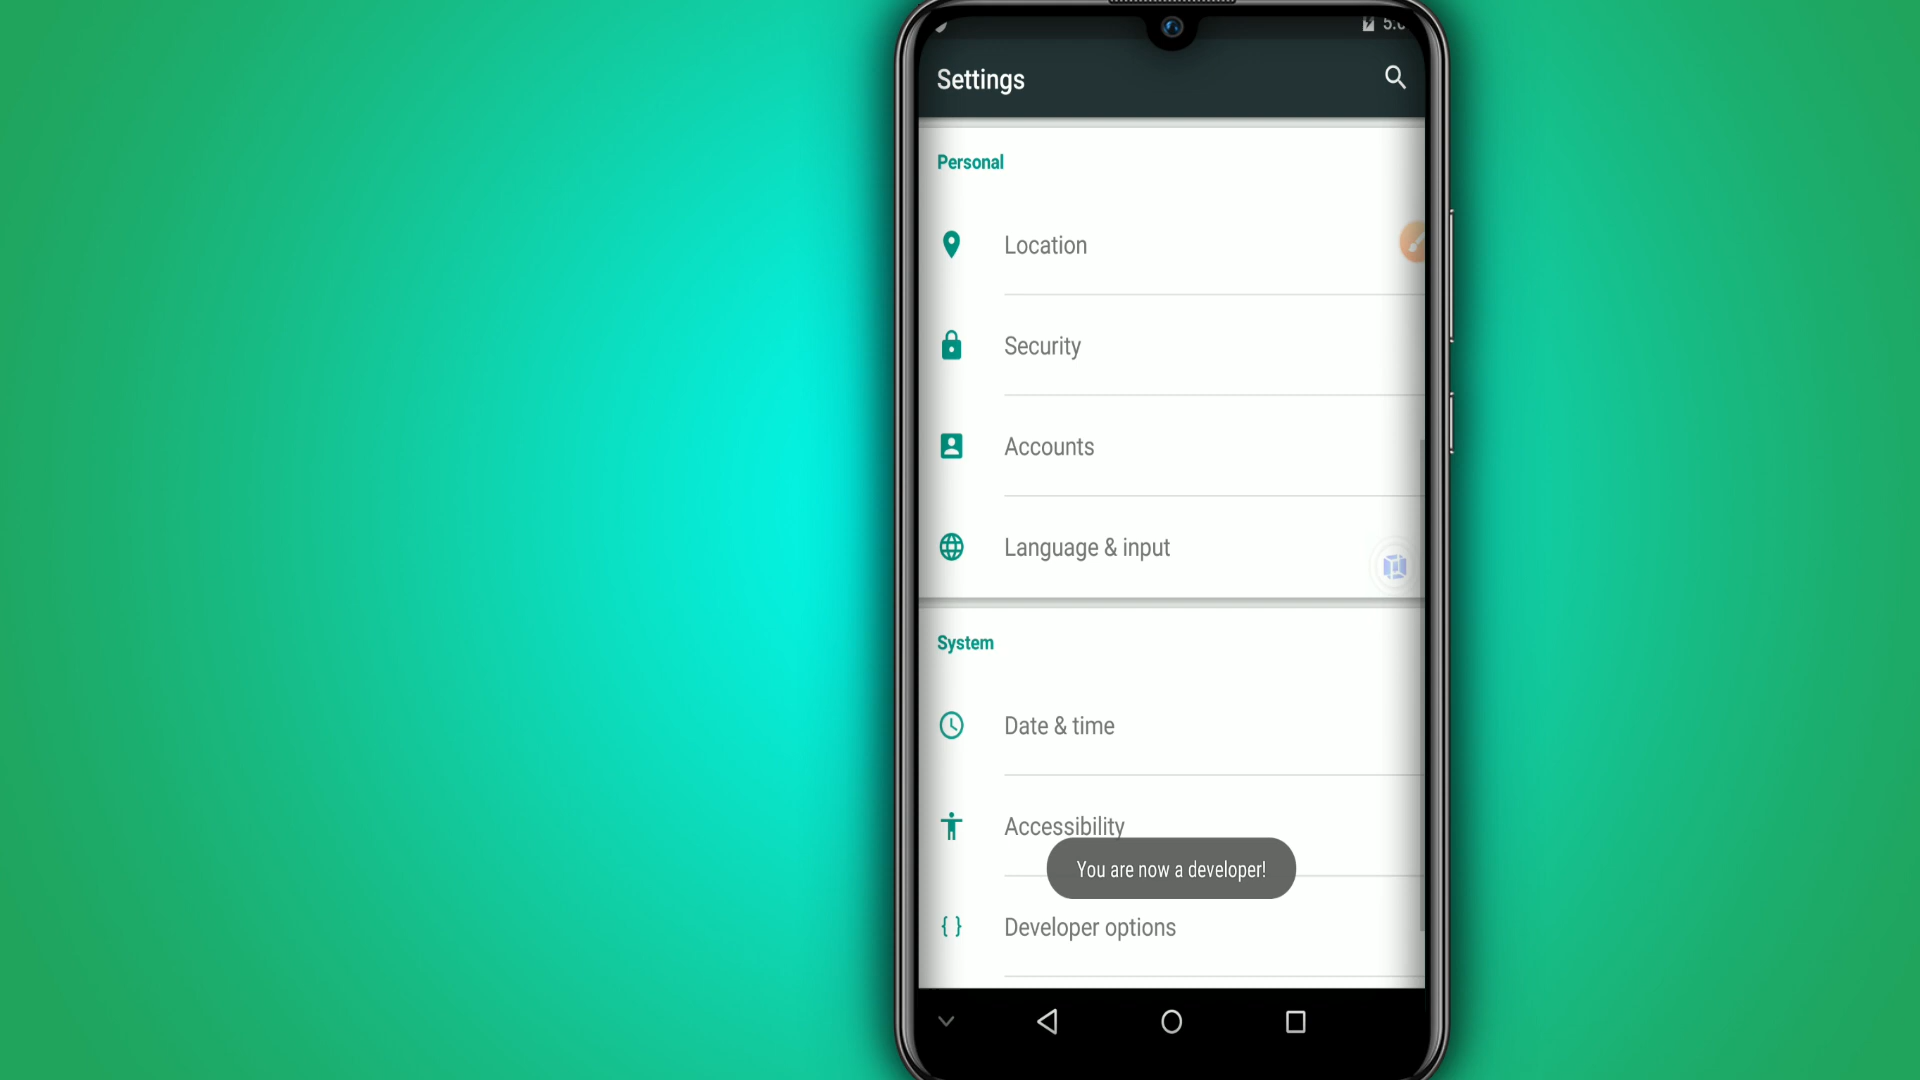 Settings
Personal
Location
Security
Accounts
Language & input
System
Date & time
Accessibility
You are now a developer!
Developer options